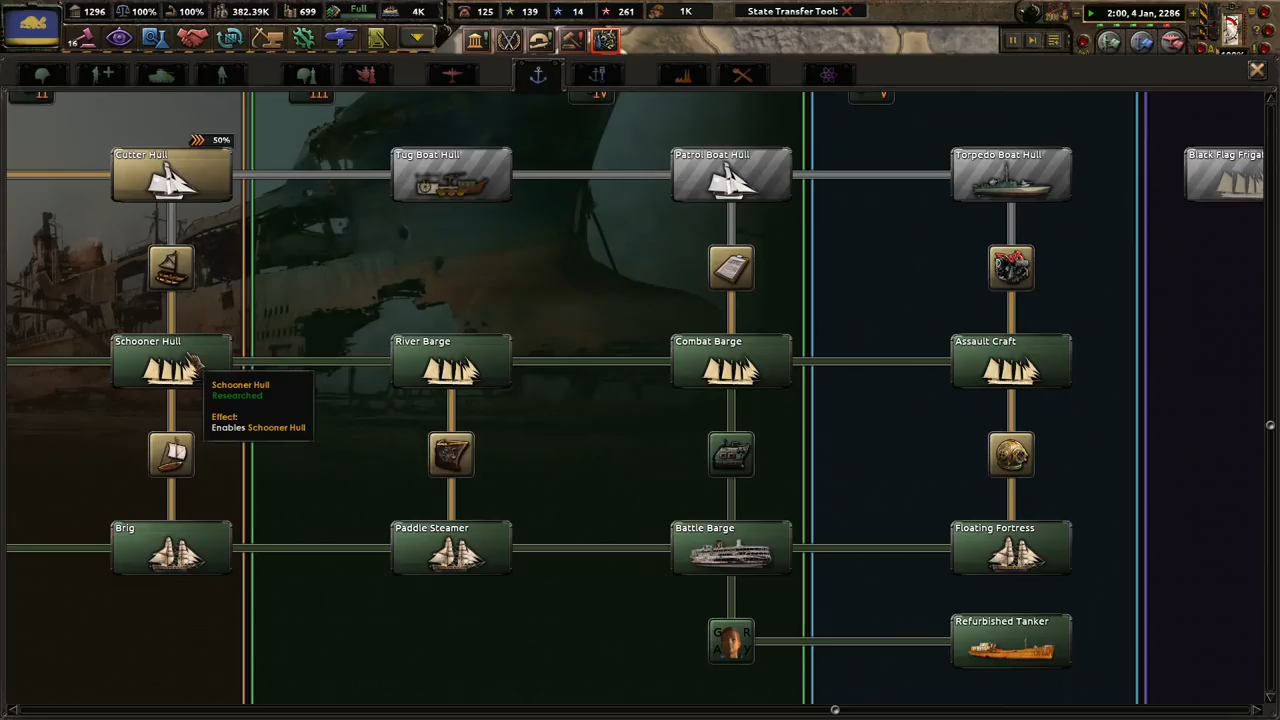 1296 100% 100% 382.39K 699 Full 4K 125 139 14 261 1K State Transfer Tool: 2:00, 4 Jan, 2286
16
II III IV V
50%
Cutter Hull Tug Boat Hull Patrol Boat Hull Torpedo Boat Hull Black Flag Frigat
Schooner Hull River Barge Combat Barge Assault Craft
Schooner Hull
Researched
Effect:
Enables Schooner Hull
Brig Paddle Steamer Battle Barge Floating Fortress
G R
A Y
Refurbished Tanker